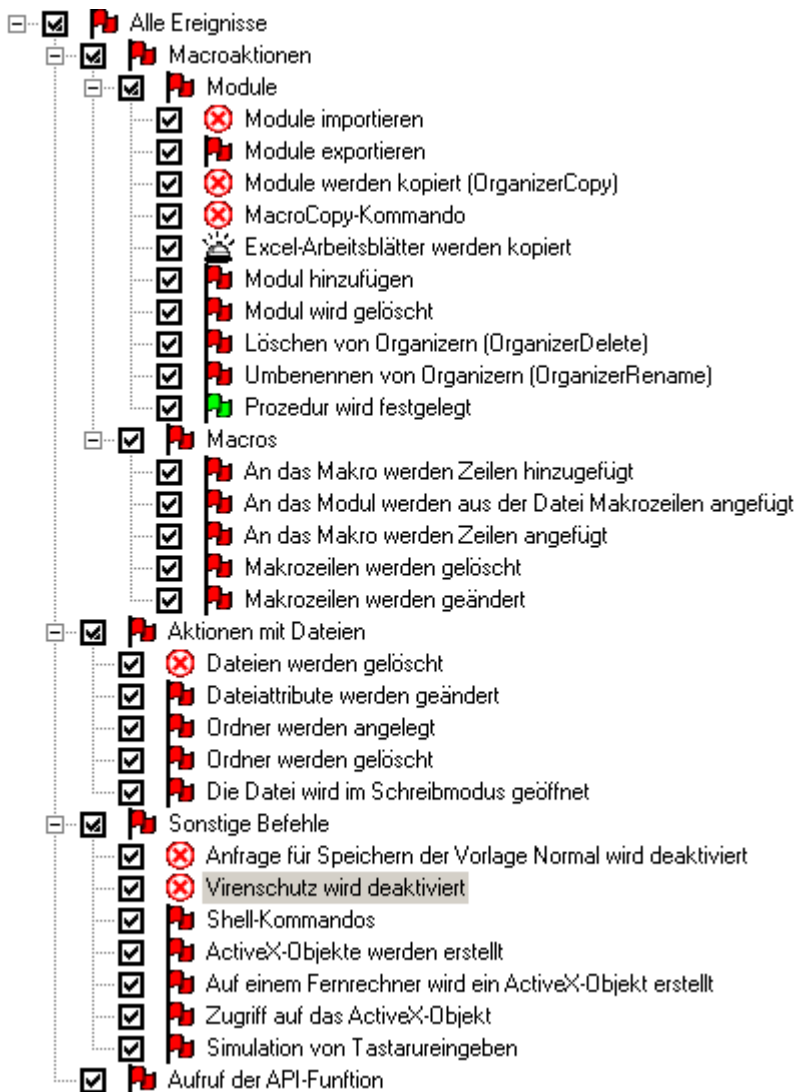 Alle Ereignisse
Macroaktionen
Module
Module importieren
Module exportieren
Module werden kopiert (OrganizerCopy)
MacroCopy-Kommando
Excel-Arbeitsblätter werden kopiert
Modul hinzufügen
Modul wird gelöscht
Löschen von Organizern (OrganizerDelete)
Umbenennen von Organizern (OrganizerRename)
Prozedur wird festgelegt
Macros
An das Makro werden Zeilen hinzugefügt
An das Modul werden aus der Datei Makrozeilen angefügt
An das Makro werden Zeilen angefügt
Makrozeilen werden gelöscht
Makrozeilen werden geändert
Aktionen mit Dateien
Dateien werden gelöscht
Dateiattribute werden geändert
Ordner werden angelegt
Ordner werden gelöscht
Die Datei wird im Schreibmodus geöffnet
Sonstige Befehle
Anfrage für Speichern der Vorlage Normal wird deaktiviert
Virenschutz wird deaktiviert
Shell-Kommandos
ActiveX-Objekte werden erstellt
Auf einem Fernrechner wird ein ActiveX-Objekt erstellt
Zugriff auf das ActiveX-Objekt
Simulation von Tastarureingeben
Aufruf der API-Funftion